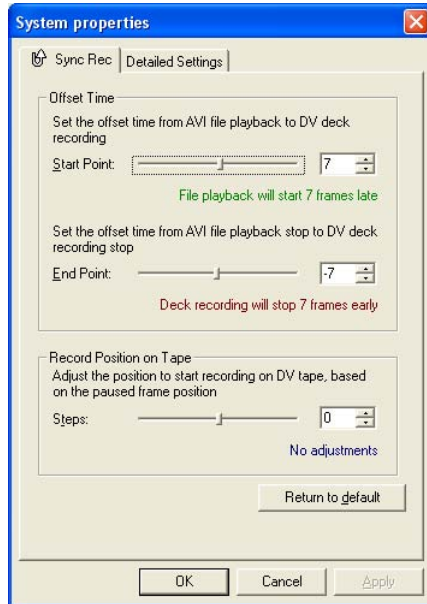 System properties
Sync Rec
Detailed Settings
Offset Time
Set the offset time from AVI file playback to DV deck
recording
Start Point:
7
File playback will start 7 frames late
Set the offset time from AVI file playback stop to DV deck
recording stop
End Point:
-7
Deck recording will stop 7 frames early
Record Position on Tape
Adjust the position to start recording on DV tape, based
on the paused frame position
Steps:
0
No adjustments
Return to default
OK
Cancel
Apply